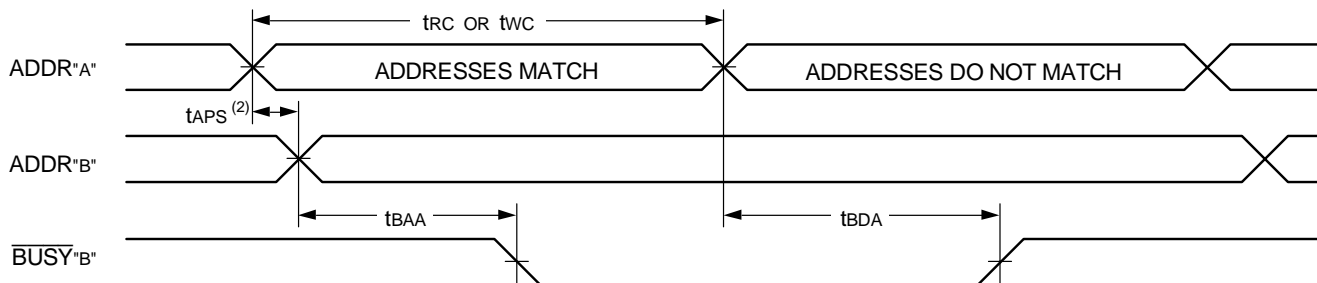 tRC OR tWC
ADDR"A"
ADDRESSES MATCH
ADDRESSES DO NOT MATCH
tAPS (2)
ADDR"B"
tBAA
tBDA
BUSY"B"